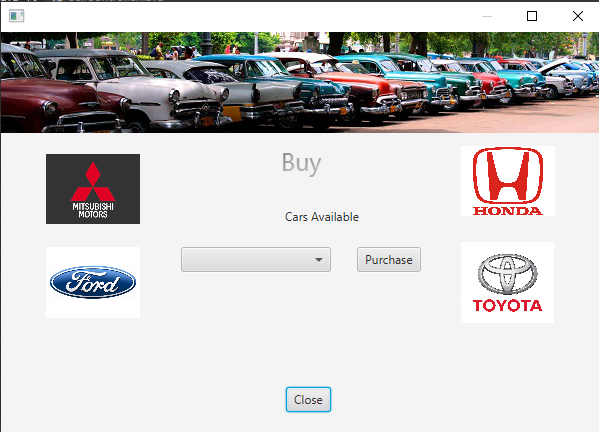 Buy
MITSUBISHI
MOTORS
HONDA
Cars Available
Ford
Purchase
TOYOTA
Close